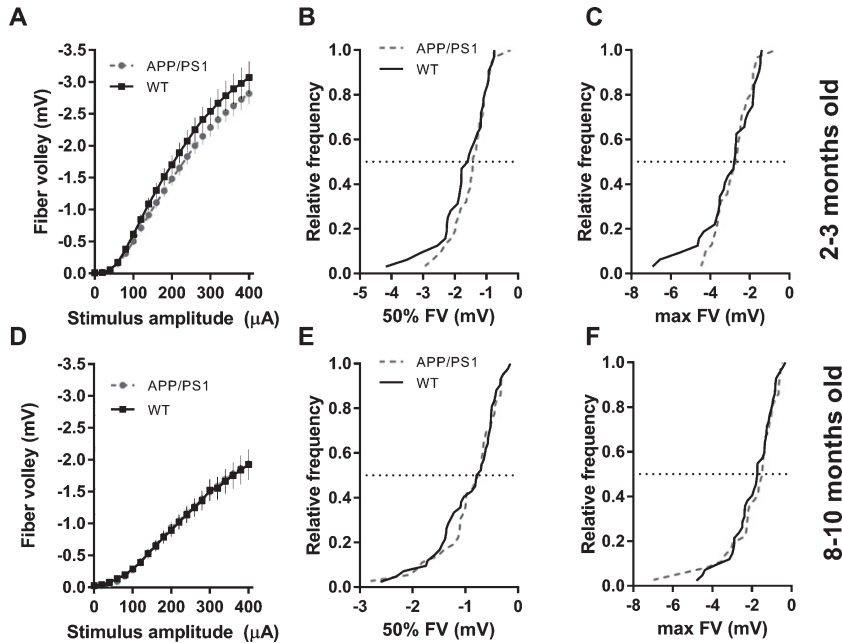 A
-3.5
-3.0
-2.5
-2.0
-1.5
-1.0
-0.5
0.0
Fiber volley (mV)
APP/PS1
WT
0 100 200 300 400
Stimulus amplitude (μA)
B
1.0
0.8
0.6
0.4
0.2
0.0
Relative frequency
APP/PS1
WT
-5 -4 -3 -2 -1 0
50% FV (mV)
C
1.0
0.8
0.6
0.4
0.2
0.0
Relative frequency
-8 -6 -4 -2 0
max FV (mV)
2-3 months old
D
-3.5
-3.0
-2.5
-2.0
-1.5
-1.0
-0.5
0.0
Fiber volley (mV)
APP/PS1
WT
0 100 200 300 400
Stimulus amplitude (μA)
E
1.0
0.8
0.6
0.4
0.2
0.0
Relative frequency
APP/PS1
WT
-3 -2 -1 0
50% FV (mV)
F
1.0
0.8
0.6
0.4
0.2
0.0
Relative frequency
-8 -6 -4 -2 0
max FV (mV)
8-10 months old